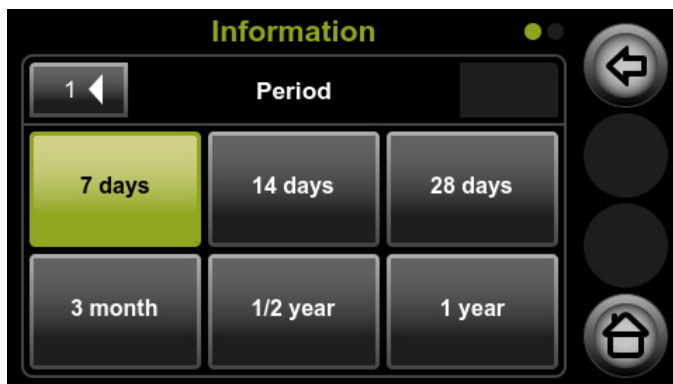 Information
1
Period
7 days
14 days
28 days
3 month
1/2 year
1 year